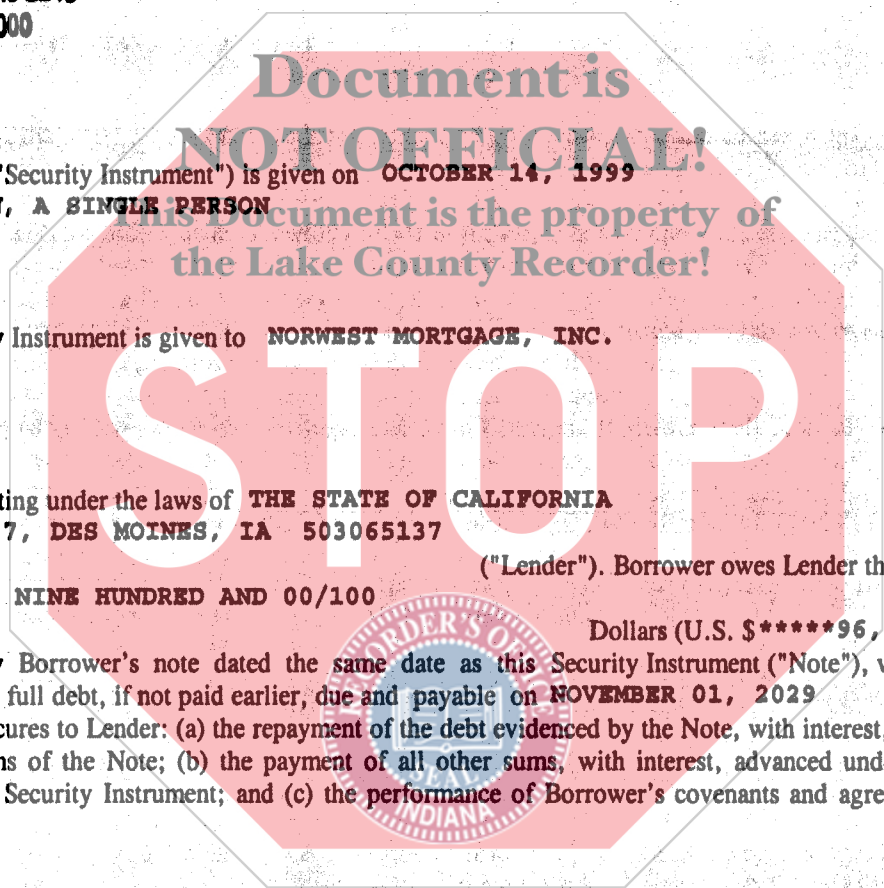 000
Document is
NOT OFFICIAL!
"Security Instrument") is given on OCTOBER 14, 1999
, A SINGLE PERSON
This Document is the property of
the Lake County Recorder!
Instrument is given to NORWEST MORTGAGE, INC.
STOP
ting under the laws of THE STATE OF CALIFORNIA
7, DES MOINES, IA 503065137
("Lender"). Borrower owes Lender th
NINE HUNDRED AND 00/100
Dollars (U.S. $*****96,
y Borrower's note dated the same date as this Security Instrument ("Note"),
full debt, if not paid earlier, due and payable on NOVEMBER 01, 2029
cures to Lender: (a) the repayment of the debt evidenced by the Note, with interest,
ns of the Note; (b) the payment of all other sums, with interest, advanced und
Security Instrument; and (c) the performance of Borrower's covenants and agre
RECORDER'S OFFICE
SEAL
INDIANA